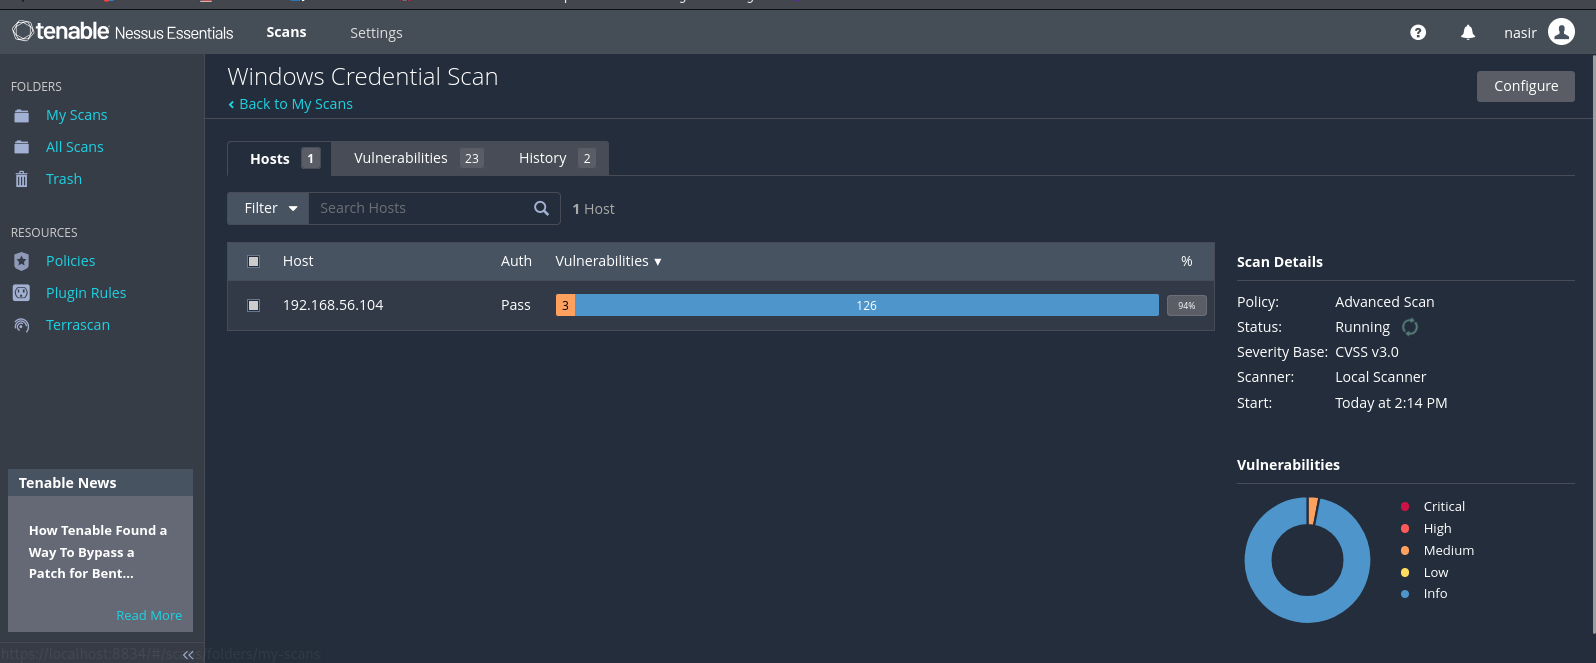 tenable Nessus Essentials
Scans
Settings
nasir
FOLDERS
My Scans
All Scans
Trash
RESOURCES
Policies
Plugin Rules
Terrascan
Tenable News
How Tenable Found a
Way To Bypass a
Patch for Bent...
Read More
https://localhost:8834/#/scans/folders/my-scans
Windows Credential Scan
Back to My Scans
Configure
Hosts 1
Vulnerabilities 23
History 2
Filter
Search Hosts
1 Host
Host Auth Vulnerabilities %
192.168.56.104 Pass 3 126 94%
Scan Details
Policy: Advanced Scan
Status: Running
Severity Base: CVSS v3.0
Scanner: Local Scanner
Start: Today at 2:14 PM
Vulnerabilities
Critical
High
Medium
Low
Info